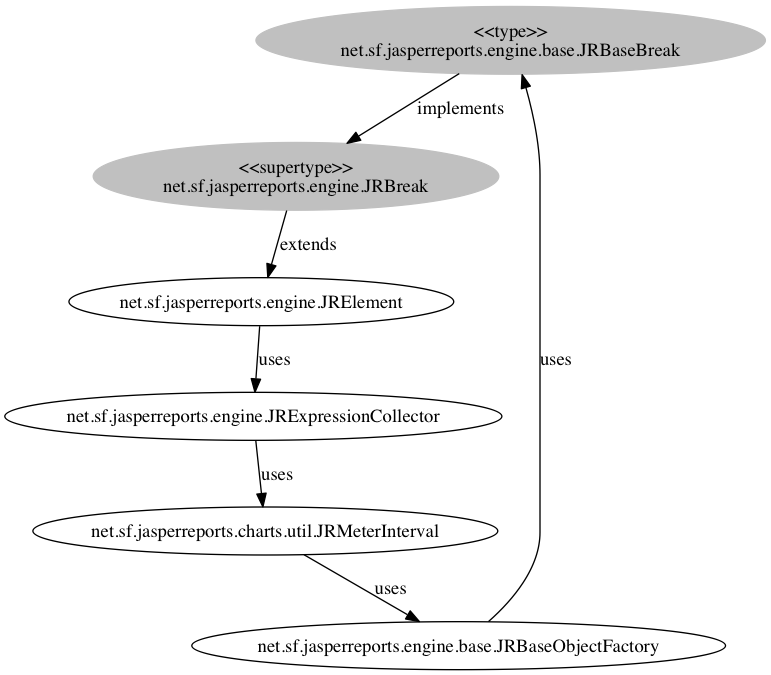 <<type>>
net.sf.jasperreports.engine.base.JRBaseBreak
implements
<<supertype>>
net.sf.jasperreports.engine.JRBreak
extends
net.sf.jasperreports.engine.JRElement
uses
uses
net.sf.jasperreports.engine.JRExpressionCollector
uses
net.sf.jasperreports.charts.util.JRMeterInterval
uses
net.sf.jasperreports.engine.base.JRBaseObjectFactory